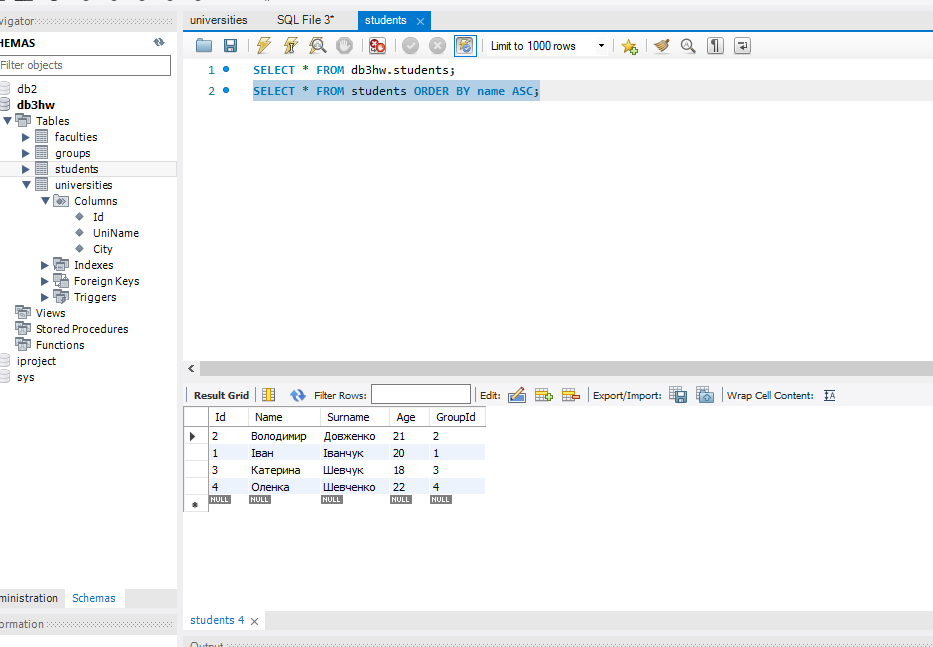 vigator
universities SQL File 3* students
HEMAS
Limit to 1000 rows
Filter objects
1 SELECT * FROM db3hw.students;
2 SELECT * FROM students ORDER BY name ASC;
db2
db3hw
Tables
faculties
groups
students
universities
Columns
Id
UniName
City
Indexes
Foreign Keys
Triggers
Views
Stored Procedures
Functions
iproject
sys
Result Grid Filter Rows: Edit: Export/Import: Wrap Cell Content:
Id Name Surname Age GroupId
2 Володимир Довженко 21 2
1 Іван Іванчук 20 1
3 Катерина Шевчук 18 3
4 Оленка Шевченко 22 4
NULL NULL NULL NULL NULL
ministration Schemas
ormation
students 4
Output